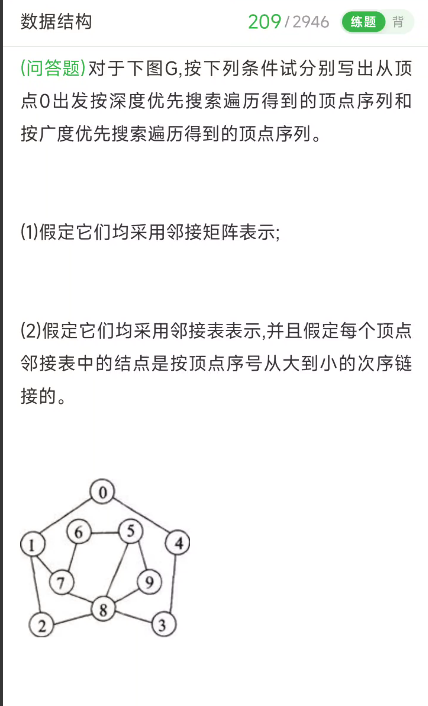 数据结构 209/2946 练题 背
(问答题)对于下图G,按下列条件试分别写出从顶
点0出发按深度优先搜索遍历得到的顶点序列和
按广度优先搜索遍历得到的顶点序列。
(1)假定它们均采用邻接矩阵表示;
(2)假定它们均采用邻接表表示,并且假定每个顶点
邻接表中的结点是按顶点序号从大到小的次序链
接的。
0
6 5
1 4
7 9
8
2 3